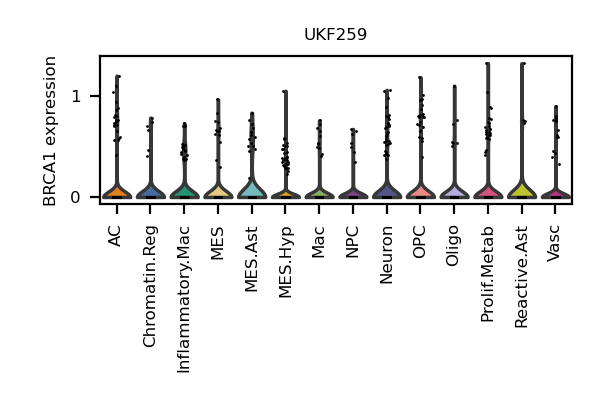 UKF259
BRCA1 expression
1
0
AC
Chromatin.Reg
Inflammatory.Mac
MES
MES.Ast
MES.Hyp
Mac
NPC
Neuron
OPC
Oligo
Prolif.Metab
Reactive.Ast
Vasc